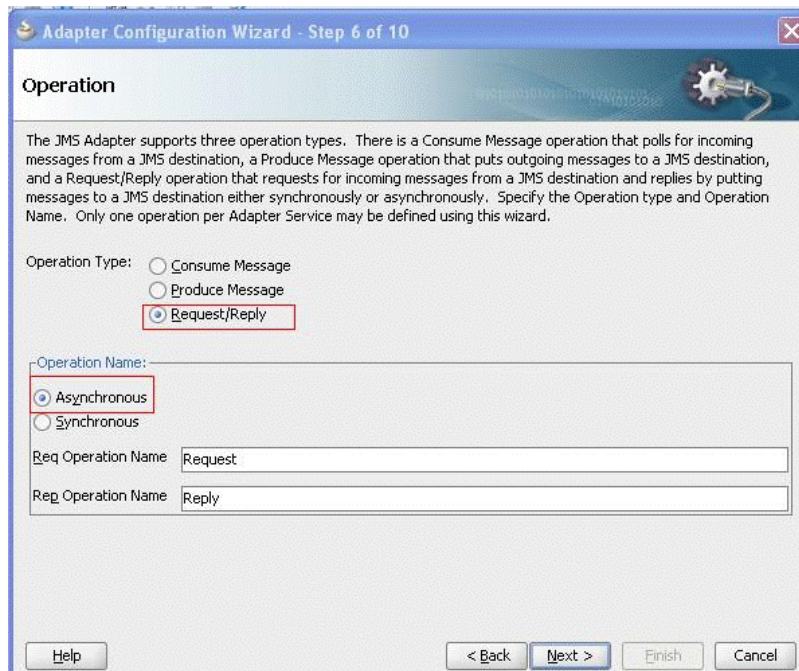 Adapter Configuration Wizard - Step 6 of 10
Operation
The JMS Adapter supports three operation types. There is a Consume Message operation that polls for incoming
messages from a JMS destination, a Produce Message operation that puts outgoing messages to a JMS destination,
and a Request/Reply operation that requests for incoming messages from a JMS destination and replies by putting
messages to a JMS destination either synchronously or asynchronously. Specify the Operation type and Operation
Name. Only one operation per Adapter Service may be defined using this wizard.
Operation Type:
Consume Message
Produce Message
Request/Reply
Operation Name:
Asynchronous
Synchronous
Req Operation Name Request
Rep Operation Name Reply
Help < Back Next > Finish Cancel